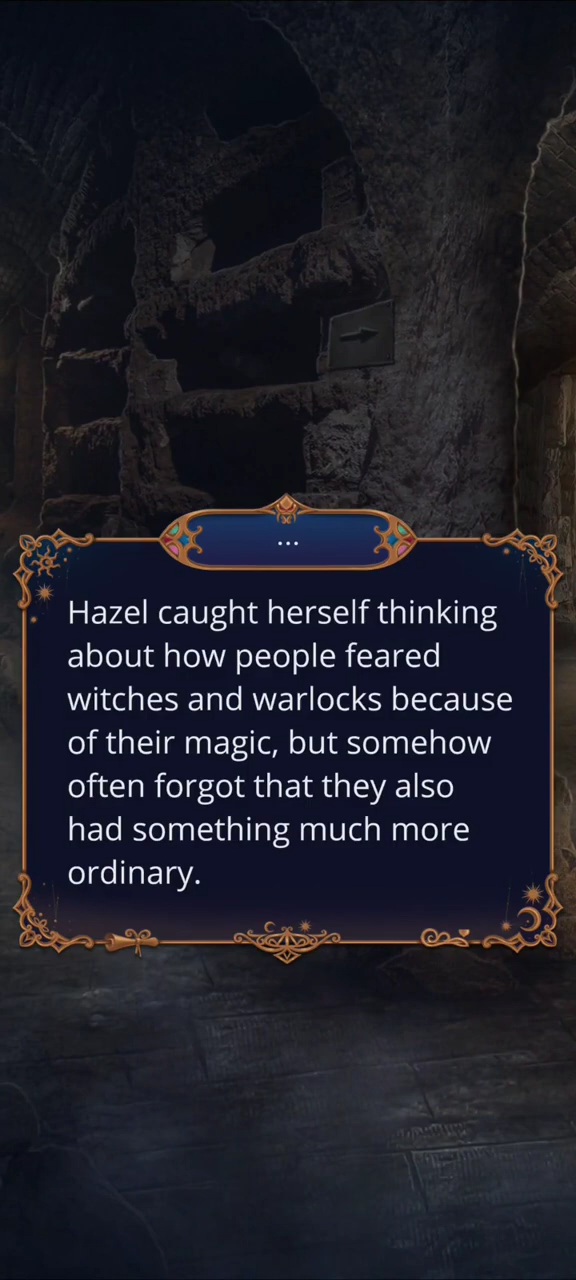 ...
Hazel caught herself thinking
about how people feared
witches and warlocks because
of their magic, but somehow
often forgot that they also
had something much more
ordinary.